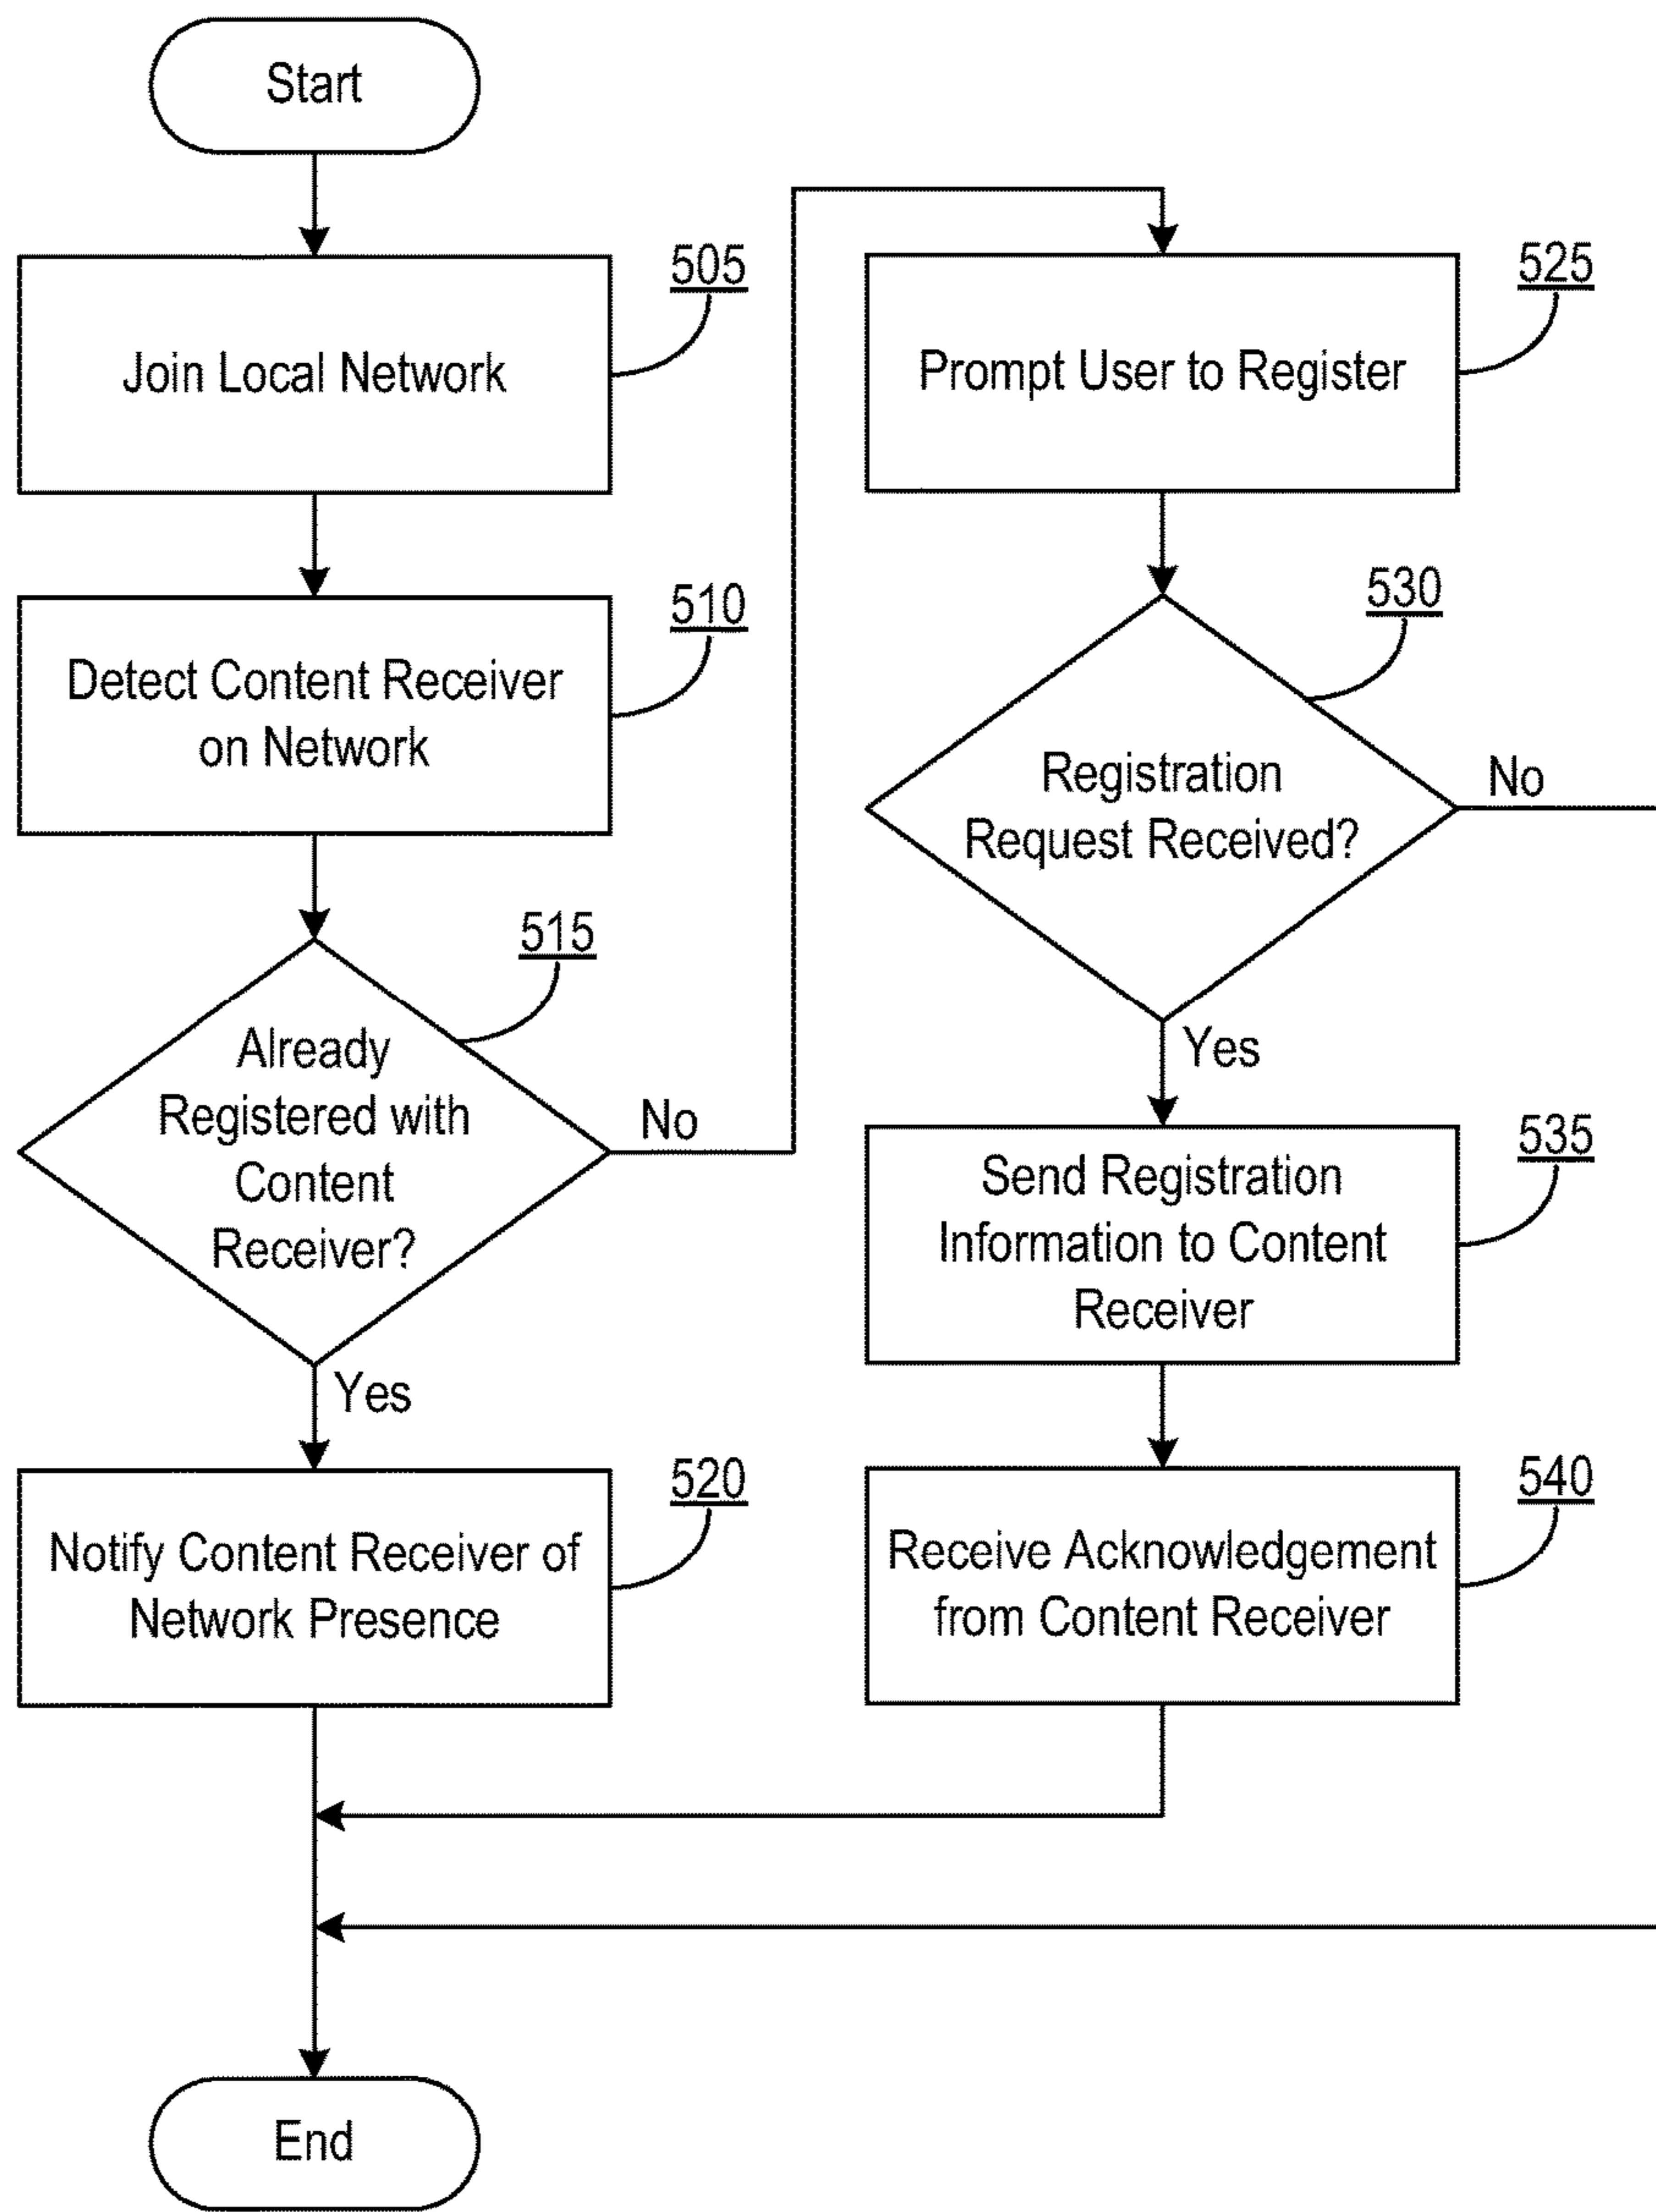 Start
505
Join Local Network
510
Detect Content Receiver
on Network
515
Already
Registered with
Content
Receiver?
No
Yes
520
Notify Content Receiver of
Network Presence
525
Prompt User to Register
530
Registration
Request Received?
No
Yes
535
Send Registration
Information to Content
Receiver
540
Receive Acknowledgement
from Content Receiver
End